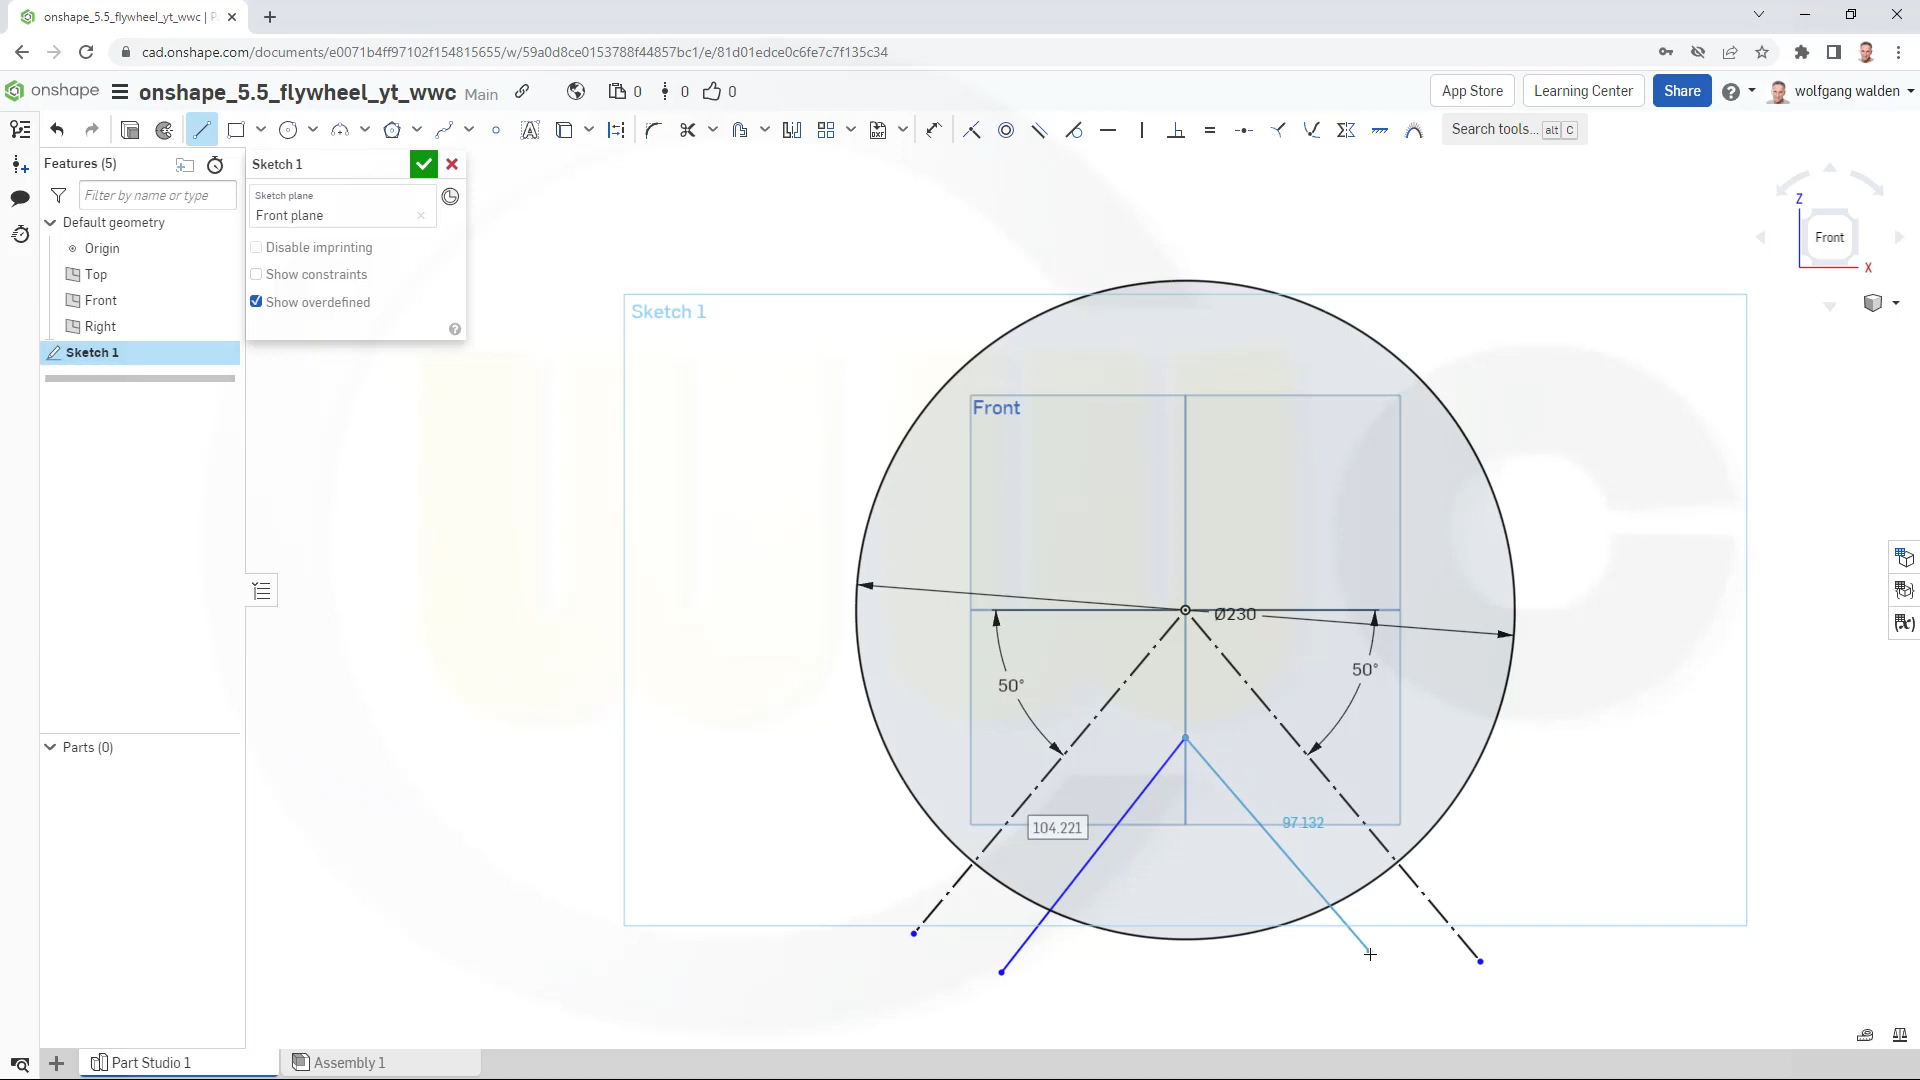 onshape_5.5_flywheel_yt_wwc | P
cad.onshape.com/documents/e0071b4ff97102f154815655/w/59a0d8ce0153788f44857bc1/e/81d01edce0c6fe7c7f135c34
onshape
onshape_5.5_flywheel_yt_wwc Main
0 0 0
App Store
Learning Center
Share
wolfgang walden
Search tools... alt C
Features (5)
Filter by name or type
Default geometry
Origin
Top
Front
Right
Sketch 1
Parts (0)
Sketch 1
Sketch plane
Front plane
Disable imprinting
Show constraints
Show overdefined
Sketch 1
Front
Ø230
50°
50°
104.221
97.132
Z
Front
X
(x)
Part Studio 1
Assembly 1
WWC